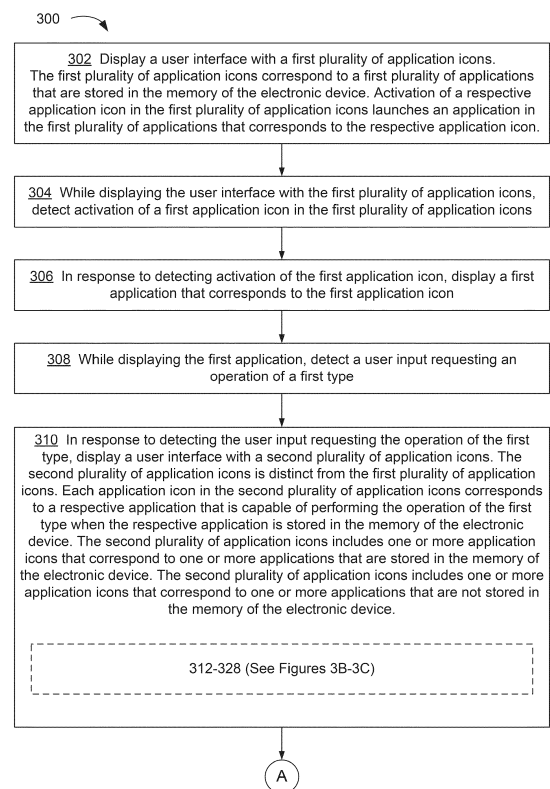 300
302 Display a user interface with a first plurality of application icons.
The first plurality of application icons correspond to a first plurality of applications
that are stored in the memory of the electronic device. Activation of a respective
application icon in the first plurality of application icons launches an application in
the first plurality of applications that corresponds to the respective application icon.
304 While displaying the user interface with the first plurality of application icons,
detect activation of a first application icon in the first plurality of application icons
306 In response to detecting activation of the first application icon, display a first
application that corresponds to the first application icon
308 While displaying the first application, detect a user input requesting an
operation of a first type
310 In response to detecting the user input requesting the operation of the first
type, display a user interface with a second plurality of application icons. The
second plurality of application icons is distinct from the first plurality of application
icons. Each application icon in the second plurality of application icons corresponds
to a respective application that is capable of performing the operation of the first
type when the respective application is stored in the memory of the electronic
device. The second plurality of application icons includes one or more application
icons that correspond to one or more applications that are stored in the memory of
the electronic device. The second plurality of application icons includes one or more
application icons that correspond to one or more applications that are not stored in
the memory of the electronic device.
312-328 (See Figures 3B-3C)
A